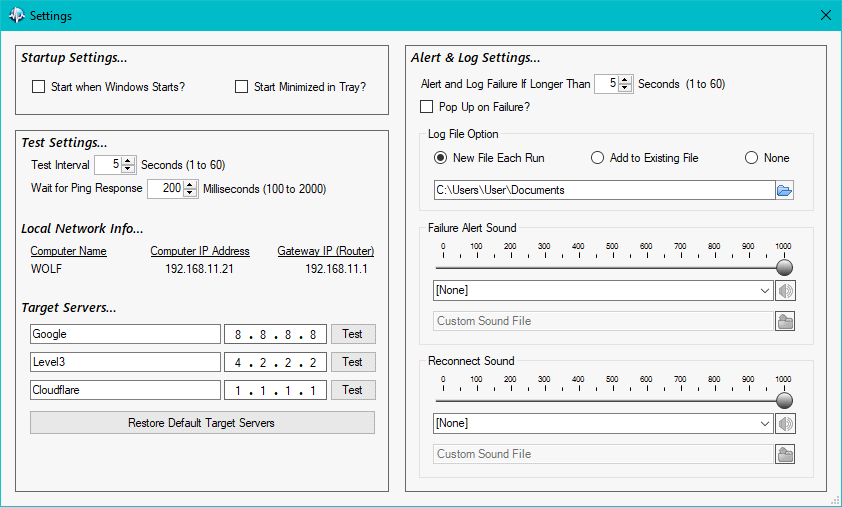 Settings
Startup Settings...
Start when Windows Starts?
Start Minimized in Tray?
Test Settings...
Test Interval 5 Seconds (1 to 60)
Wait for Ping Response 200 Milliseconds (100 to 2000)
Local Network Info...
Computer Name Computer IP Address Gateway IP (Router)
WOLF 192.168.11.21 192.168.11.1
Target Servers...
Google 8 . 8 . 8 . 8 Test
Level3 4 . 2 . 2 . 2 Test
Cloudflare 1 . 1 . 1 . 1 Test
Restore Default Target Servers
Alert & Log Settings...
Alert and Log Failure If Longer Than 5 Seconds (1 to 60)
Pop Up on Failure?
Log File Option
New File Each Run Add to Existing File None
C:\Users\User\Documents
Failure Alert Sound
0 100 200 300 400 500 600 700 800 900 1000
[None]
Custom Sound File
Reconnect Sound
0 100 200 300 400 500 600 700 800 900 1000
[None]
Custom Sound File